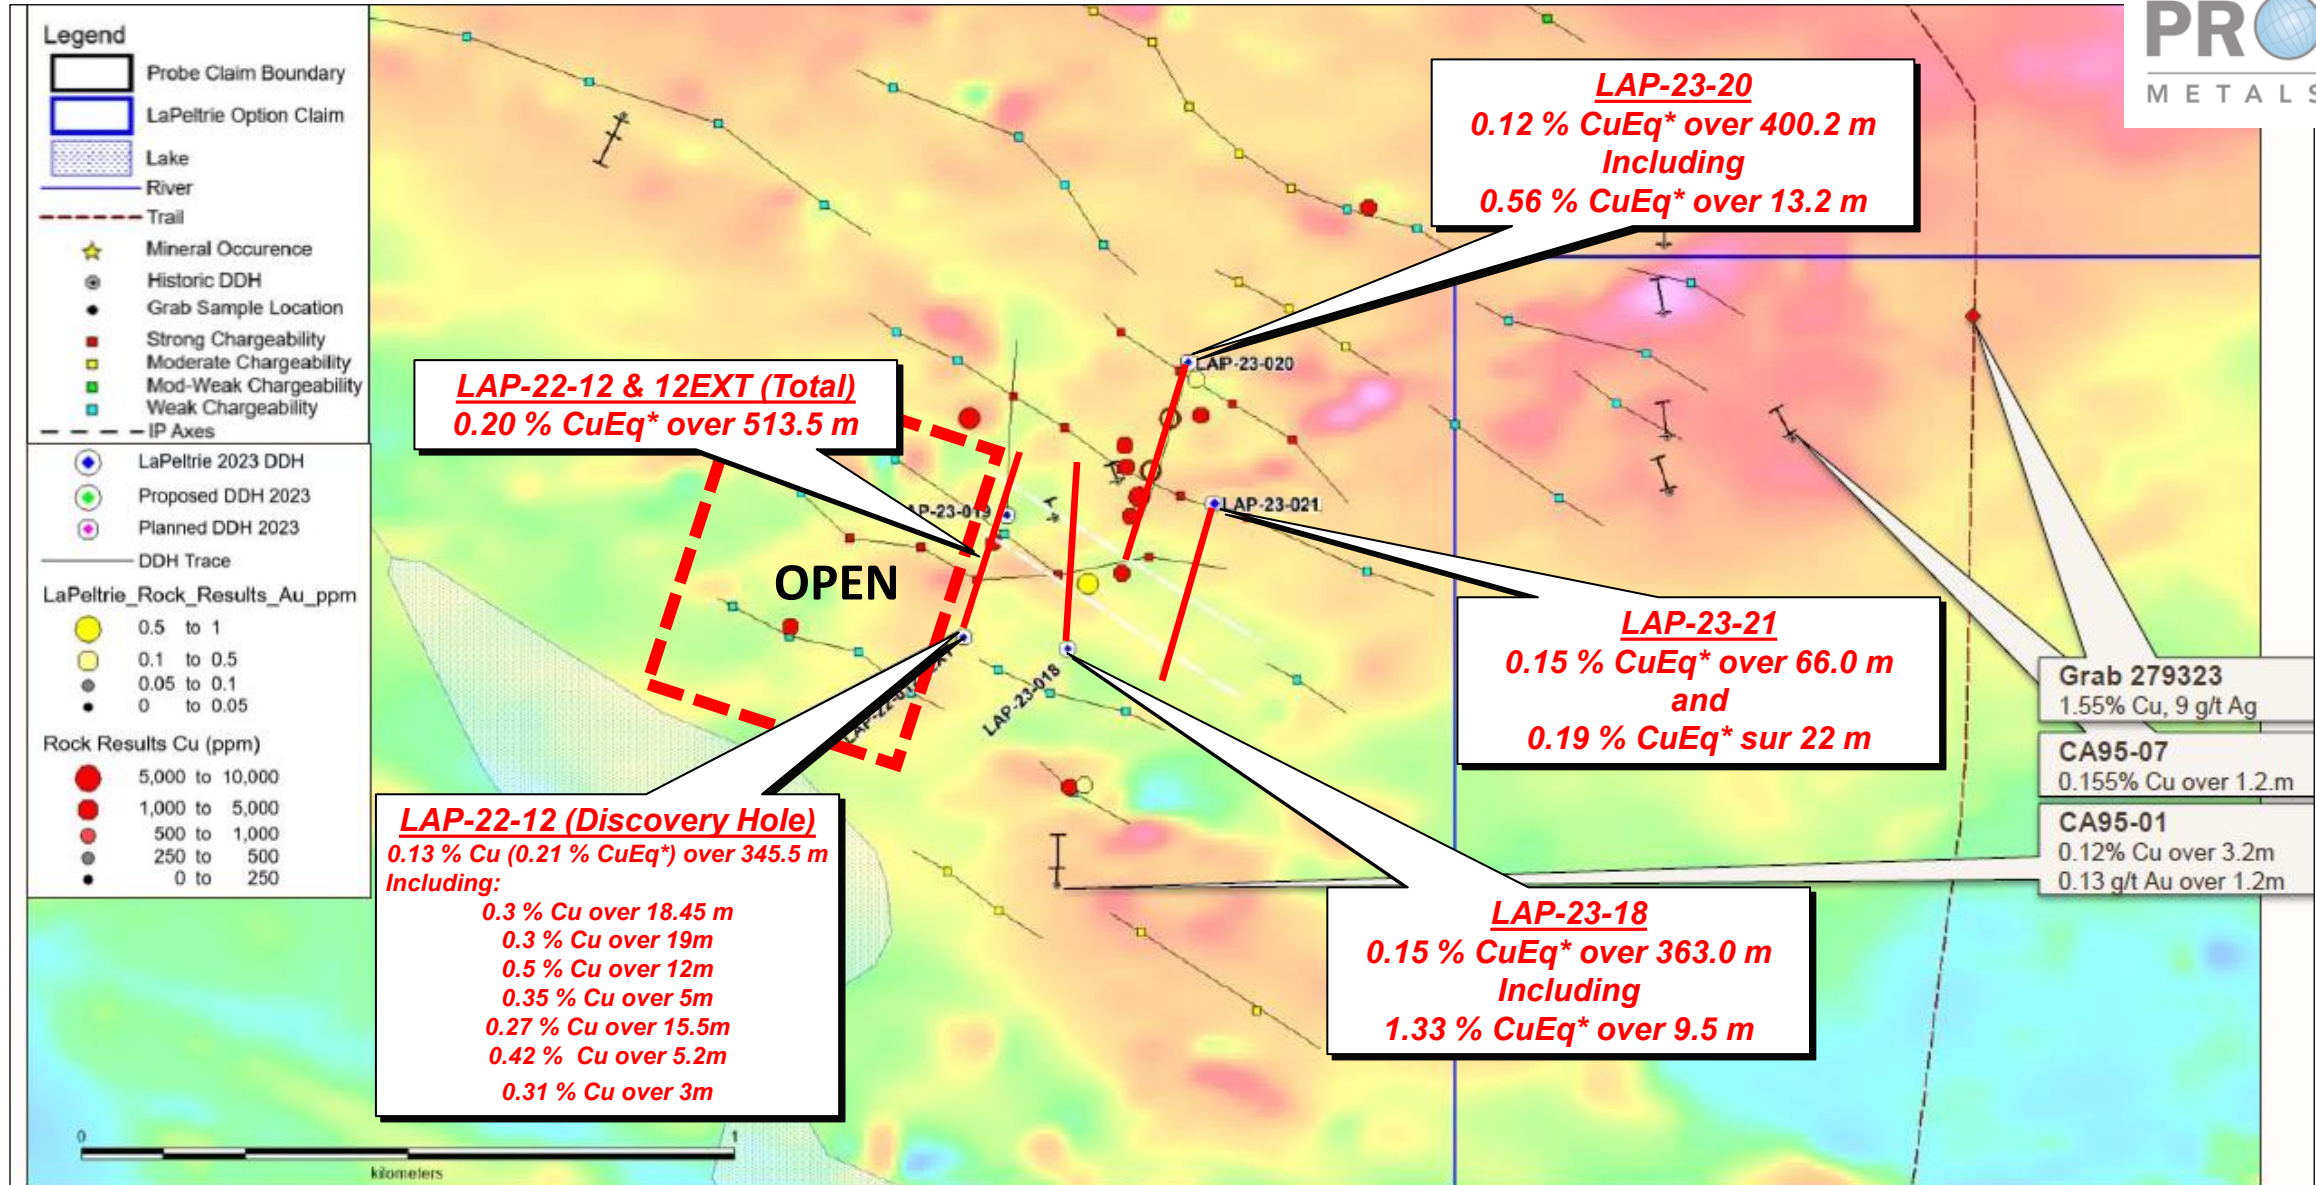 Legend
Probe Claim Boundary
LaPeltrie Option Claim
Lake
River
Trail
Mineral Occurence
Historic DDH
Grab Sample Location
Strong Chargeability
Moderate Chargeability
Mod-Weak Chargeability
Weak Chargeability
IP Axes
LaPeltrie 2023 DDH
Proposed DDH 2023
Planned DDH 2023
DDH Trace
LaPeltrie_Rock_Results_Au_ppm
0.5 to 1
0.1 to 0.5
0.05 to 0.1
0 to 0.05
Rock Results Cu (ppm)
5,000 to 10,000
1,000 to 5,000
500 to 1,000
250 to 500
0 to 250
PRO
METALS
LAP-23-20
0.12 % CuEq* over 400.2 m
Including
0.56 % CuEq* over 13.2 m
LAP-23-020
LAP-22-12 & 12EXT (Total)
0.20 % CuEq* over 513.5 m
AP-23-019
LAP-23-021
OPEN
LAP-23-21
0.15 % CuEq* over 66.0 m
and
0.19 % CuEq* sur 22 m
LAP-23-018
Grab 279323
1.55% Cu, 9 g/t Ag
CA95-07
0.155% Cu over 1.2.m
CA95-01
0.12% Cu over 3.2m
0.13 g/t Au over 1.2m
LAP-22-12 (Discovery Hole)
0.13 % Cu (0.21 % CuEq*) over 345.5 m
Including:
0.3 % Cu over 18.45 m
0.3 % Cu over 19m
0.5 % Cu over 12m
0.35 % Cu over 5m
0.27 % Cu over 15.5m
0.42 % Cu over 5.2m
0.31 % Cu over 3m
LAP-23-18
0.15 % CuEq* over 363.0 m
Including
1.33 % CuEq* over 9.5 m
0 1
kilometers